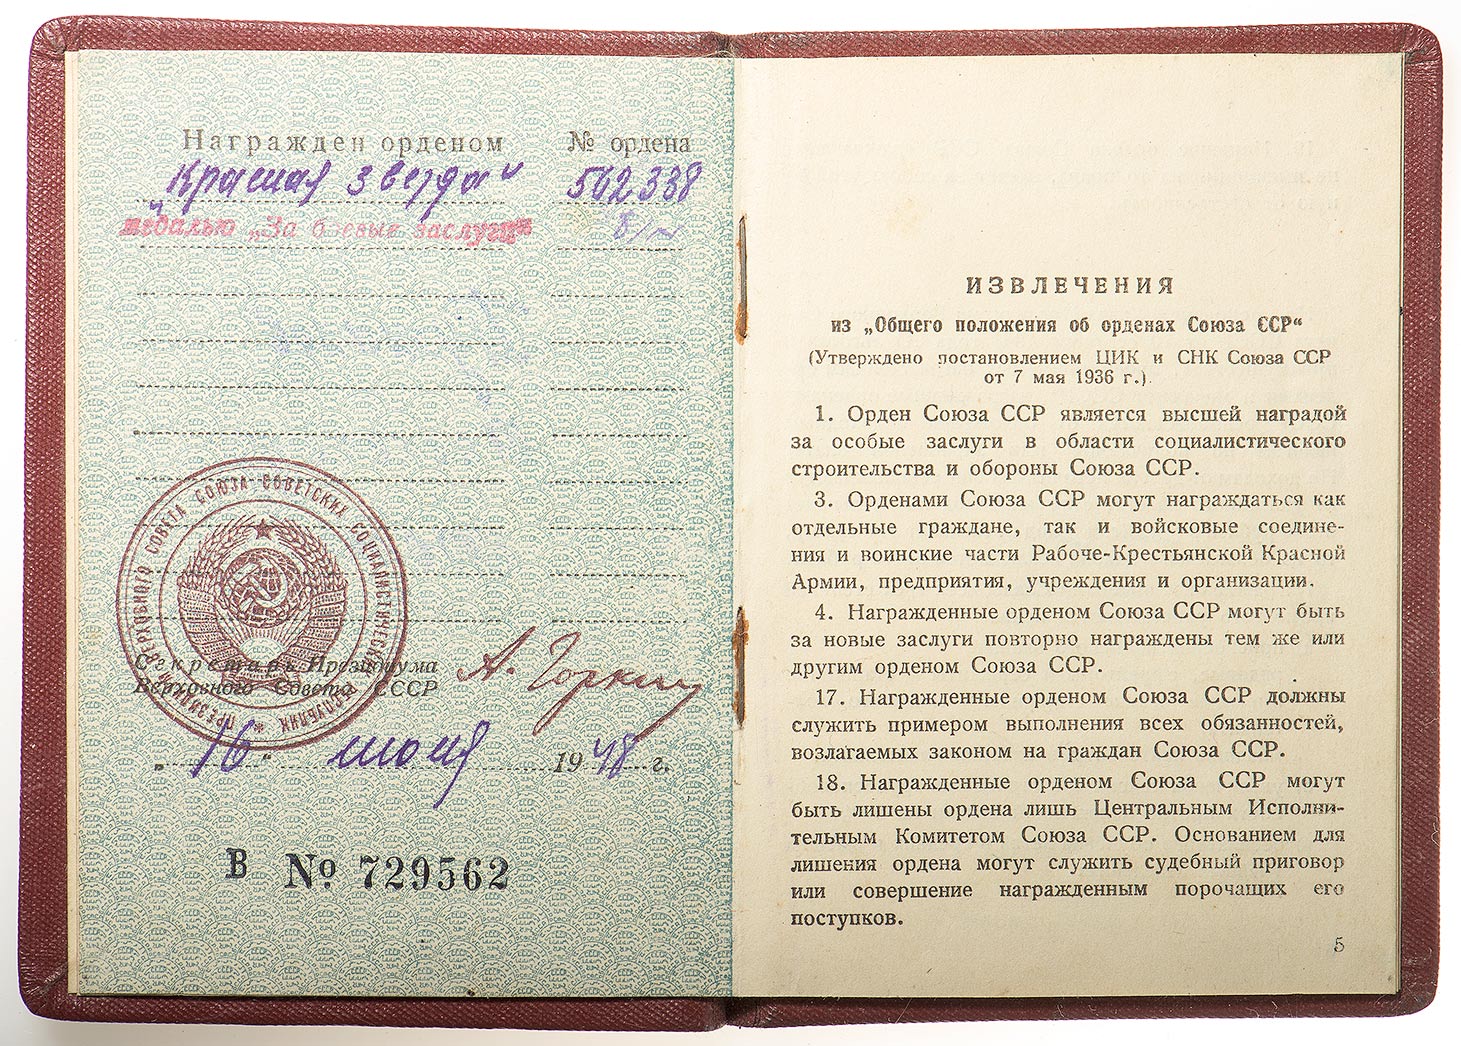 Награжден орденом № ордена
„Красная звезда“ 562338
медалью „За боевые заслуги“ б/н
ПРЕЗИДИУМ ВЕРХОВНОГО СОВЕТА СОЮЗА СОВЕТСКИХ СОЦИАЛИСТИЧЕСКИХ РЕСПУБЛИК
Секретарь Президиума
Верховного Совета СССР А. Горкин
„16“ июня 1948 г.
В № 729562
ИЗВЛЕЧЕНИЯ
из „Общего положения об орденах Союза ССР“
(Утверждено постановлением ЦИК и СНК Союза ССР
от 7 мая 1936 г.).
1. Орден Союза ССР является высшей наградой
за особые заслуги в области социалистического
строительства и обороны Союза ССР.
3. Орденами Союза ССР могут награждаться как
отдельные граждане, так и войсковые соедине-
ния и воинские части Рабоче-Крестьянской Красной
Армии, предприятия, учреждения и организации.
4. Награжденные орденом Союза ССР могут быть
за новые заслуги повторно награждены тем же или
другим орденом Союза ССР.
17. Награжденные орденом Союза ССР должны
служить примером выполнения всех обязанностей,
возлагаемых законом на граждан Союза ССР.
18. Награжденные орденом Союза ССР могут
быть лишены ордена лишь Центральным Исполни-
тельным Комитетом Союза ССР. Основанием для
лишения ордена могут служить судебный приговор
или совершение награжденным порочащих его
поступков.
5